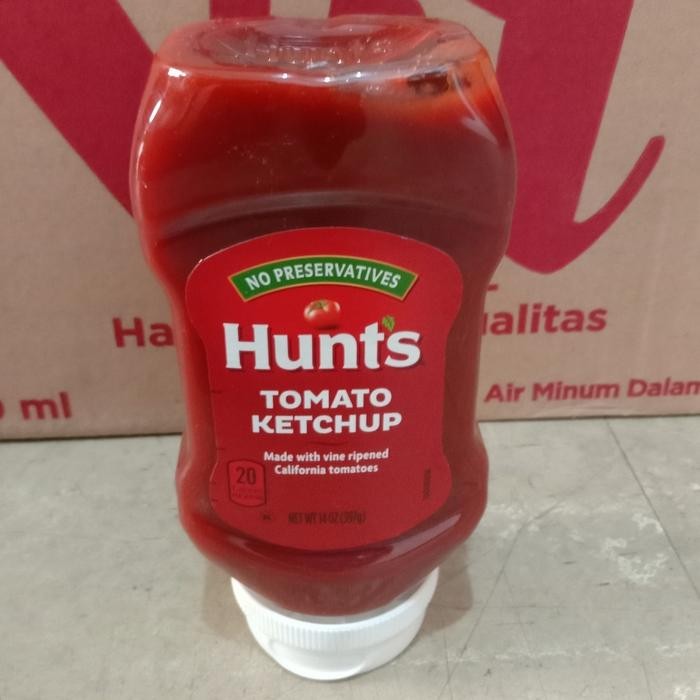 NO PRESERVATIVES
Hunt's
TOMATO
KETCHUP
Made with vine ripened
California tomatoes
20
NET WT 14 OZ (397g)
Ha
alitas
ml
Air Minum Dalam